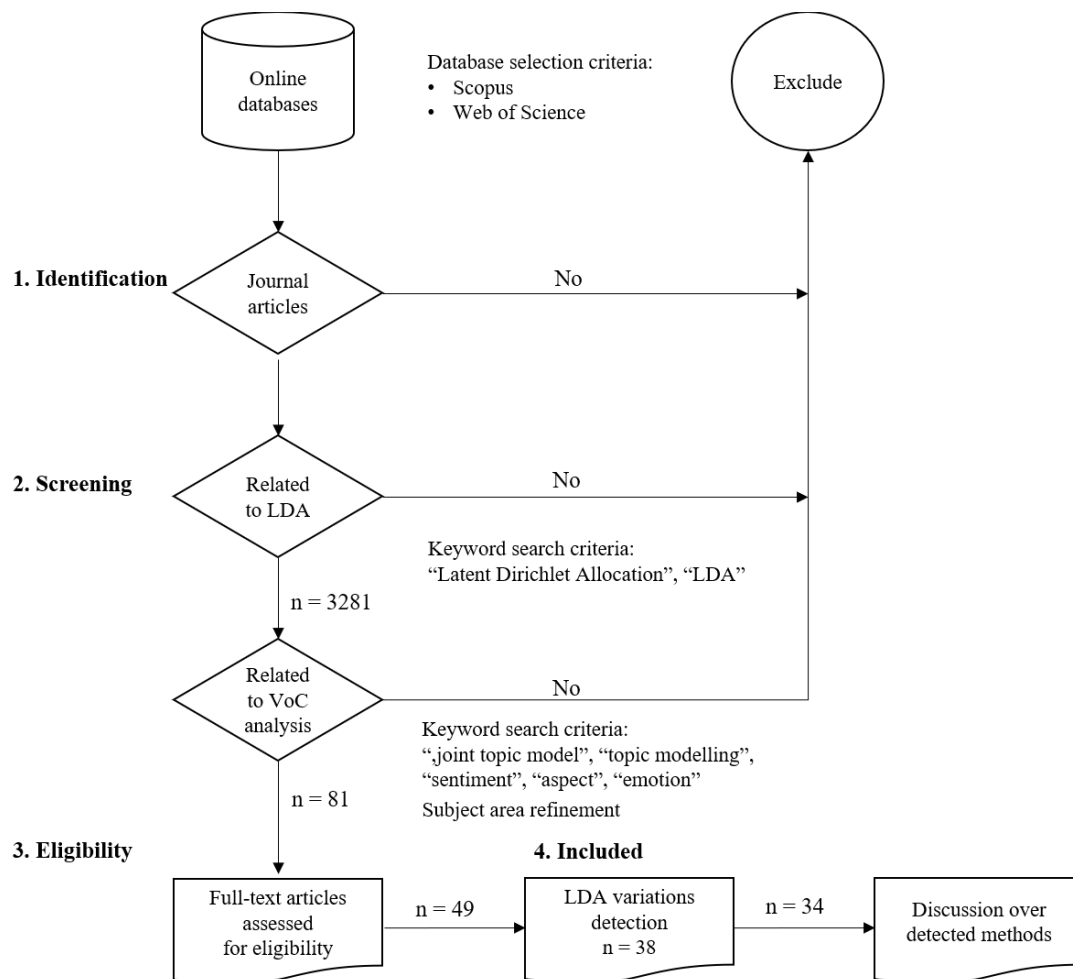 Online
databases
Database selection criteria:
• Scopus
• Web of Science
Exclude
1. Identification
Journal
articles
No
2. Screening
Related
to LDA
No
Keyword search criteria:
“Latent Dirichlet Allocation”, “LDA”
n = 3281
Related
to VoC
analysis
No
Keyword search criteria:
“,joint topic model”, “topic modelling”,
“sentiment”, “aspect”, “emotion”
Subject area refinement
n = 81
3. Eligibility
4. Included
Full-text articles
assessed
for eligibility
n = 49
LDA variations
detection
n = 38
n = 34
Discussion over
detected methods